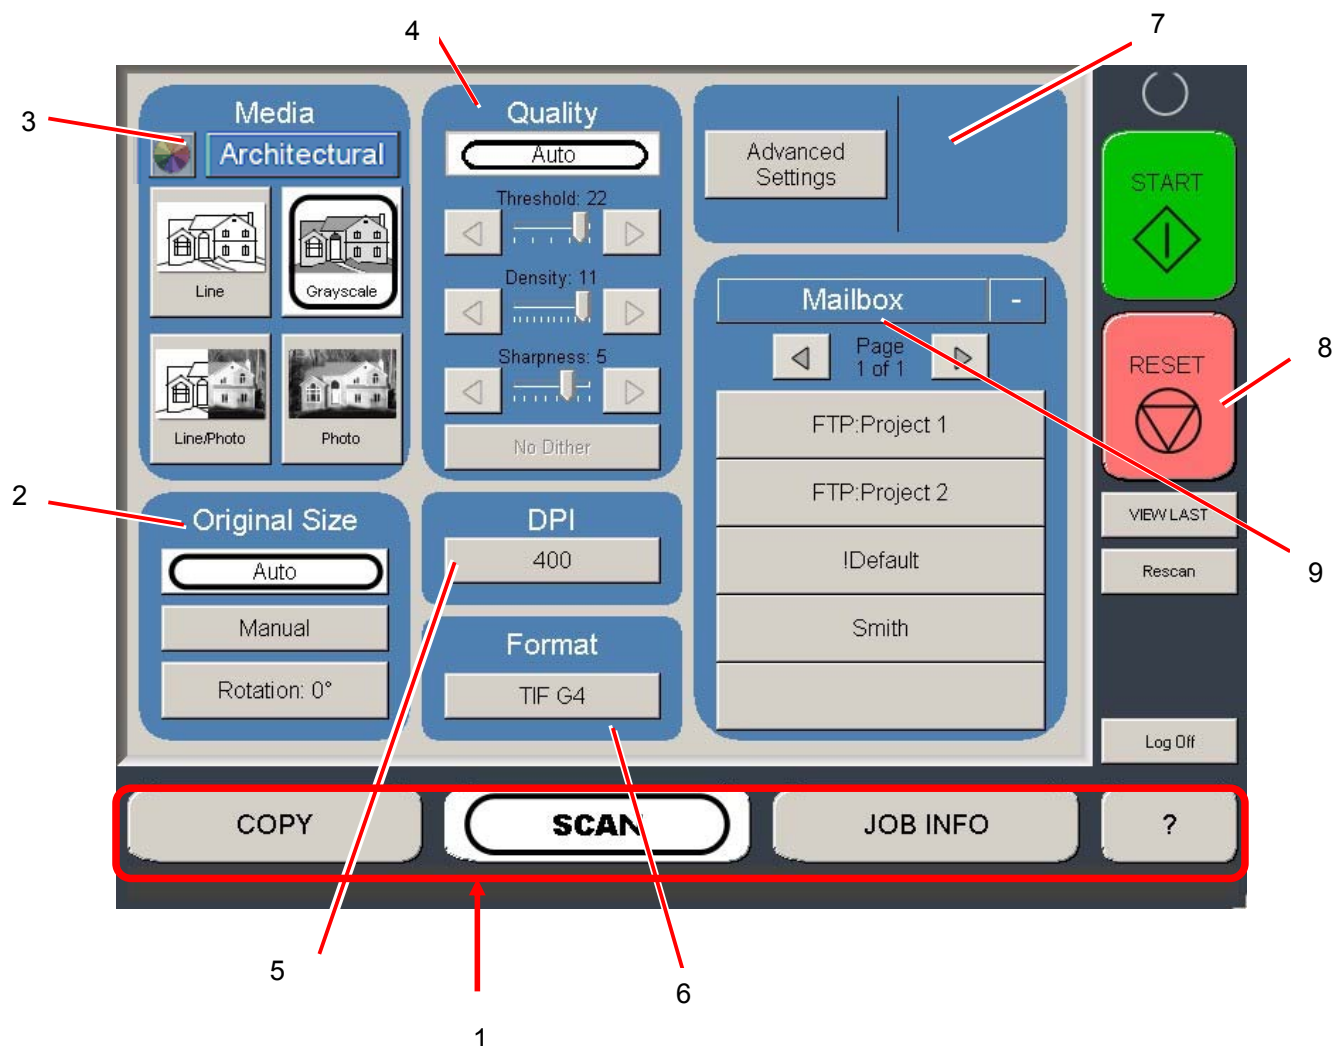 4
7
3
Media
Architectural
Line
Grayscale
Line/Photo
Photo
Quality
Auto
Threshold: 22
Density: 11
Sharpness: 5
No Dither
Advanced
Settings
START
RESET
8
Mailbox
-
Page
1 of 1
FTP:Project 1
FTP:Project 2
!Default
Smith
2
Original Size
Auto
Manual
Rotation: 0°
DPI
400
Format
TIF G4
VIEW LAST
Rescan
9
Log Off
COPY
SCAN
JOB INFO
?
5
6
1